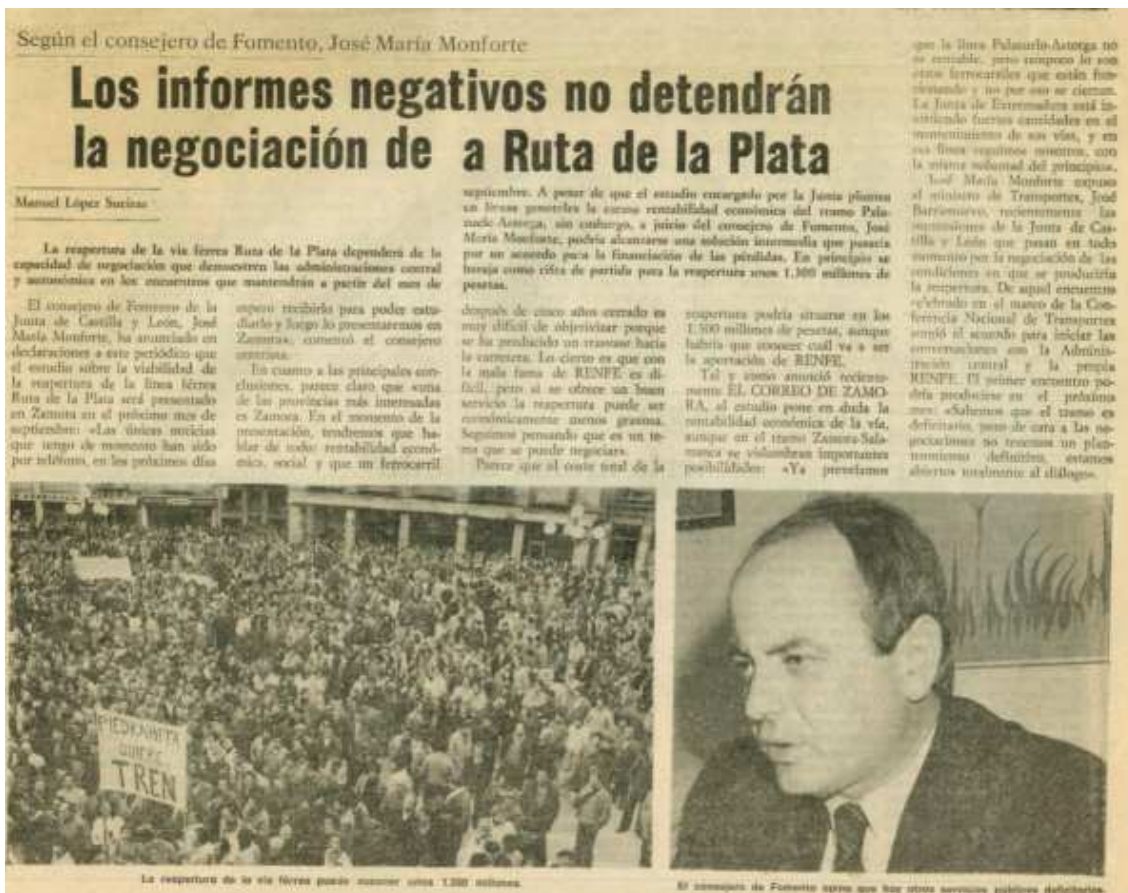 Según el consejero de Fomento, José María Monforte
Los informes negativos no detendrán
la negociación de a Ruta de la Plata
Manuel López Sueiras
La reapertura de la vía férrea Ruta de la Plata dependerá de la
capacidad de negociación que demuestren las administraciones central
y autonómica en los encuentros que mantendrán a partir del mes de
septiembre. A pesar de que el estudio encargado por la Junta plantea
en líneas generales la escasa rentabilidad económica del tramo Pala-
zuelo-Astorga, sin embargo, a juicio del consejero de Fomento, José
María Monforte, podría alcanzarse una solución intermedia que pasaría
por un acuerdo para la financiación de las pérdidas. En principio se
baraja como cifra de partida para la reapertura unos 1.300 millones de
pesetas.
El consejero de Fomento de la
Junta de Castilla y León, José
María Monforte, ha anunciado en
declaraciones a este periódico que
el estudio sobre la viabilidad de
la reapertura de la línea férrea
Ruta de la Plata será presentado
en Zamora en el próximo mes de
septiembre: «Las únicas noticias
que tengo de momento han sido
por teléfono, en los próximos días
espero recibirlo para poder estu-
diarlo y luego lo presentaremos en
Zamora», comentó el consejero
En cuanto a las principales con-
clusiones, parece claro que «una
de las provincias más interesadas
es Zamora. En el momento de la
presentación, tendremos que ha-
blar de todo: rentabilidad econó-
mica, social y que un ferrocarril
después de cinco años cerrado es
muy difícil de objetivizar porque
se ha producido un trasvase hacia
la carretera. Lo cierto es que con
la mala fama de RENFE es di-
fícil, pero si se ofrece un buen
servicio la reapertura puede ser
económicamente menos gravosa.
Seguimos pensando que es un te-
ma que se puede negociar».
Parece que el coste total de la
reapertura podría situarse en los
1.500 millones de pesetas, aunque
habría que conocer cuál va a ser
la aportación de RENFE.
Tal y como anunció recien-
mente EL CORREO DE ZAMO-
RA, el estudio pone en duda la
rentabilidad económica de la vía,
aunque en el tramo Zamora-Sala-
manca se vislumbran importantes
posibilidades: «Ya preveíamos
que la línea Palazuelo-Astorga no
es rentable, pero tampoco lo son
otros ferrocarriles que están fun-
cionando y no por eso se cierran.
La Junta de Extremadura está in-
virtiendo fuertes cantidades en el
mantenimiento de sus vías, y en
esa línea seguimos nosotros, con
la misma voluntad del principio».
José María Monforte expuso
al ministro de Transportes, José
Barrionuevo, recientemente las
de la Junta de Cas-
tilla y León que pasan en todo
momento por la negociación de las
condiciones en que se produciría
la reapertura. De aquel encuentro
celebrado en el marco de la Con-
ferencia Nacional de Transportes
surgió el acuerdo para iniciar las
conversaciones con la Adminis-
tración central y la propia
RENFE. El primer encuentro po-
dría producirse en el próximo
mes: «Sabemos que el tramo es
deficitario, pero de cara a las ne-
gociaciones no tenemos un plan-
teamiento definitivo, estamos
abiertos totalmente al diálogo».
PIEDRAHITA
QUIERE
TREN
La reapertura de la vía férrea puede suponer unos 1.300 millones.
El consejero de Fomento opina que hay otros servicios públicos deficitarios.